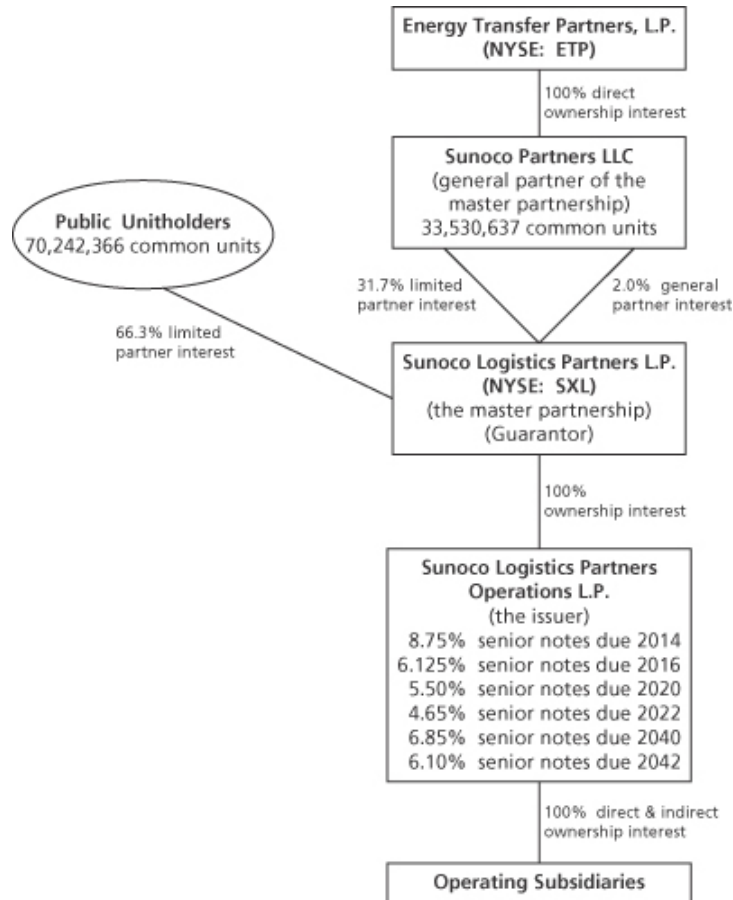 Energy Transfer Partners, L.P.
(NYSE: ETP)
100% direct
ownership interest
Sunoco Partners LLC
(general partner of the
master partnership)
33,530,637 common units
Public Unitholders
70,242,366 common units
31.7% limited
partner interest
2.0% general
partner interest
66.3% limited
partner interest
Sunoco Logistics Partners L.P.
(NYSE: SXL)
(the master partnership)
(Guarantor)
100%
ownership interest
Sunoco Logistics Partners
Operations L.P.
(the issuer)
8.75% senior notes due 2014
6.125% senior notes due 2016
5.50% senior notes due 2020
4.65% senior notes due 2022
6.85% senior notes due 2040
6.10% senior notes due 2042
100% direct & indirect
ownership interest
Operating Subsidiaries